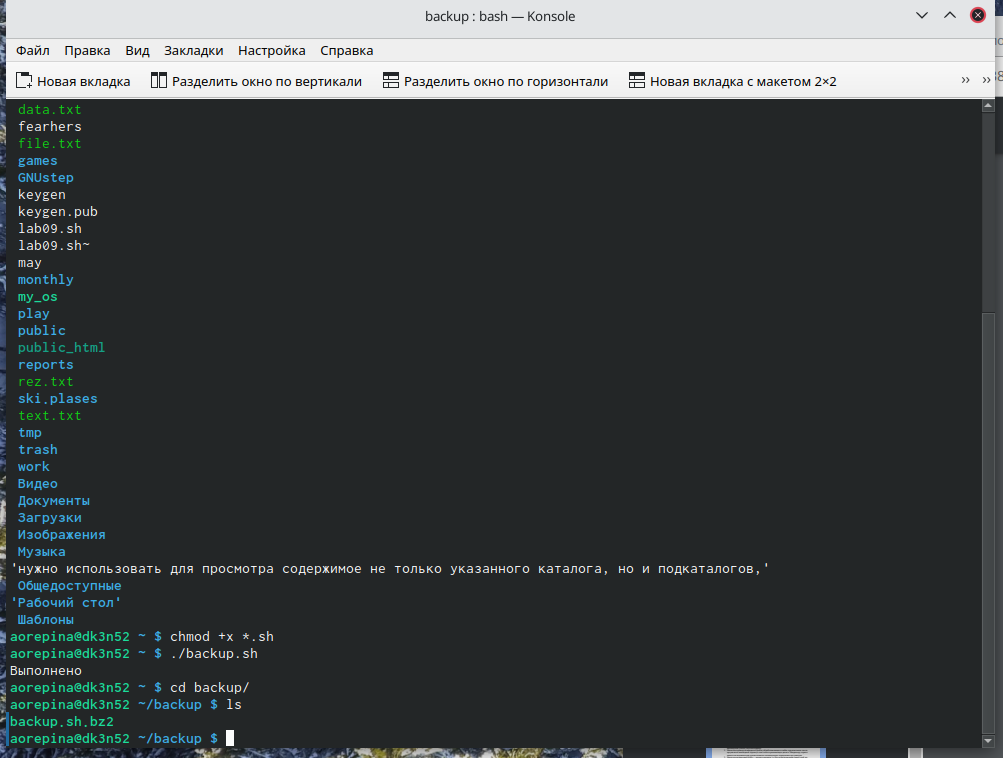 backup : bash — Konsole
Файл Правка Вид Закладки Настройка Справка
Новая вкладка Разделить окно по вертикали Разделить окно по горизонтали Новая вкладка с макетом 2×2 ›› ››
data.txt
fearhers
file.txt
games
GNUstep
keygen
keygen.pub
lab09.sh
lab09.sh~
may
monthly
my_os
play
public
public_html
reports
rez.txt
ski.plases
text.txt
tmp
trash
work
Видео
Документы
Загрузки
Изображения
Музыка
'нужно использовать для просмотра содержимое не только указанного каталога, но и подкаталогов,'
Общедоступные
'Рабочий стол'
Шаблоны
aorepina@dk3n52 ~ $ chmod +x *.sh
aorepina@dk3n52 ~ $ ./backup.sh
Выполнено
aorepina@dk3n52 ~ $ cd backup/
aorepina@dk3n52 ~/backup $ ls
backup.sh.bz2
aorepina@dk3n52 ~/backup $